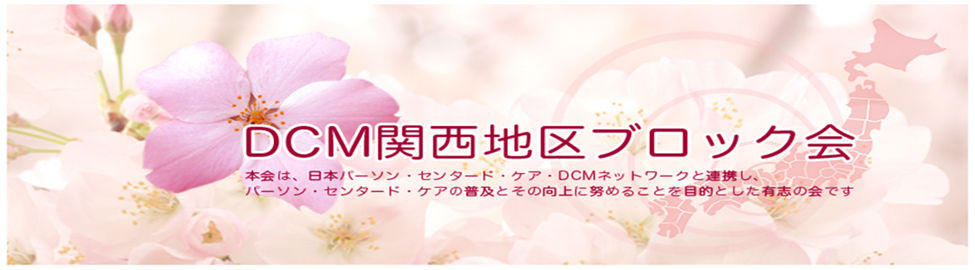 DCM関西地区ブロック会
本会は、日本パーソン・センタード・ケア・DCMネットワークと連携し、
パーソン・センタード・ケアの普及とその向上に努めることを目的とした有志の会です